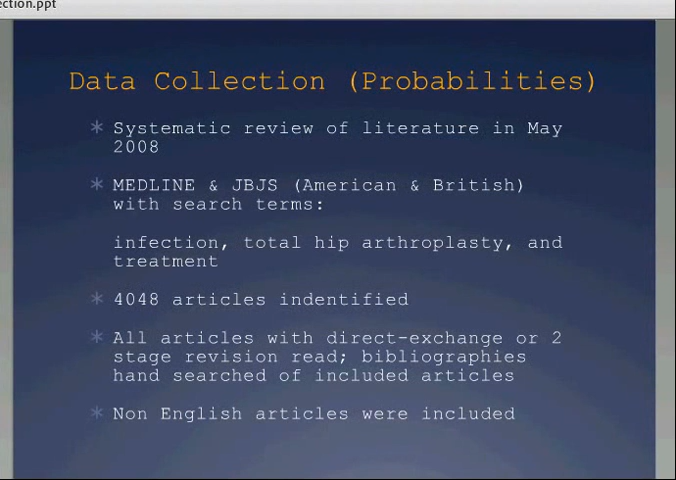 ction.ppt
Data Collection (Probabilities)
* Systematic review of literature in May
2008
* MEDLINE & JBJS (American & British)
with search terms:
infection, total hip arthroplasty, and
treatment
* 4048 articles indentified
* All articles with direct-exchange or 2
stage revision read; bibliographies
hand searched of included articles
* Non English articles were included